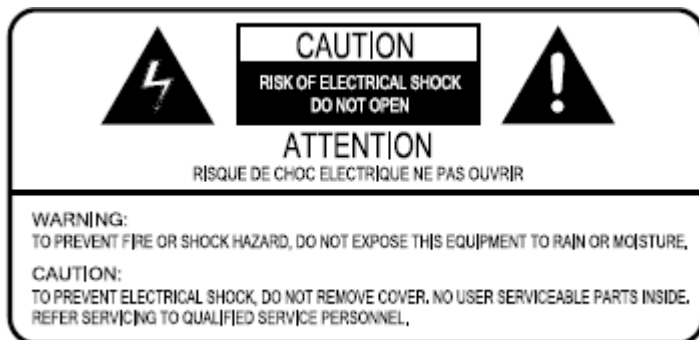 CAUTION
RISK OF ELECTRICAL SHOCK
DO NOT OPEN
ATTENTION
RISQUE DE CHOC ELECTRIQUE NE PAS OUVRIR
WARNING:
TO PREVENT FIRE OR SHOCK HAZARD, DO NOT EXPOSE THIS EQUIPMENT TO RAIN OR MOISTURE.
CAUTION:
TO PREVENT ELECTRICAL SHOCK, DO NOT REMOVE COVER. NO USER SERVICEABLE PARTS INSIDE.
REFER SERVICING TO QUALIFIED SERVICE PERSONNEL.